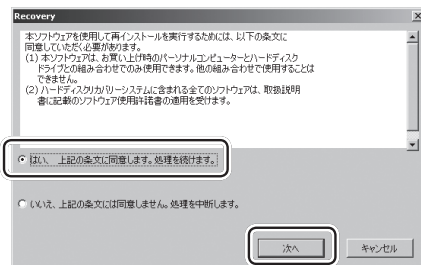 Recovery
本ソフトウェアを使用して再インストールを実行するためには、以下の条文に
同意していただく必要があります。
(1) 本ソフトウェアは、お買い上げ時のパーソナルコンピューターとハードディスク
ドライブとの組み合わせでのみ使用できます。他の組み合わせで使用することは
できません。
(2) ハードディスクリカバリーシステムに含まれる全てのソフトウェアは、取扱説明
書に記載のソフトウェア使用許諾書の適用を受けます。
はい、 上記の条文に同意します。処理を続けます。
いいえ、上記の条文には同意しません。処理を中断します。
次へ
キャンセル